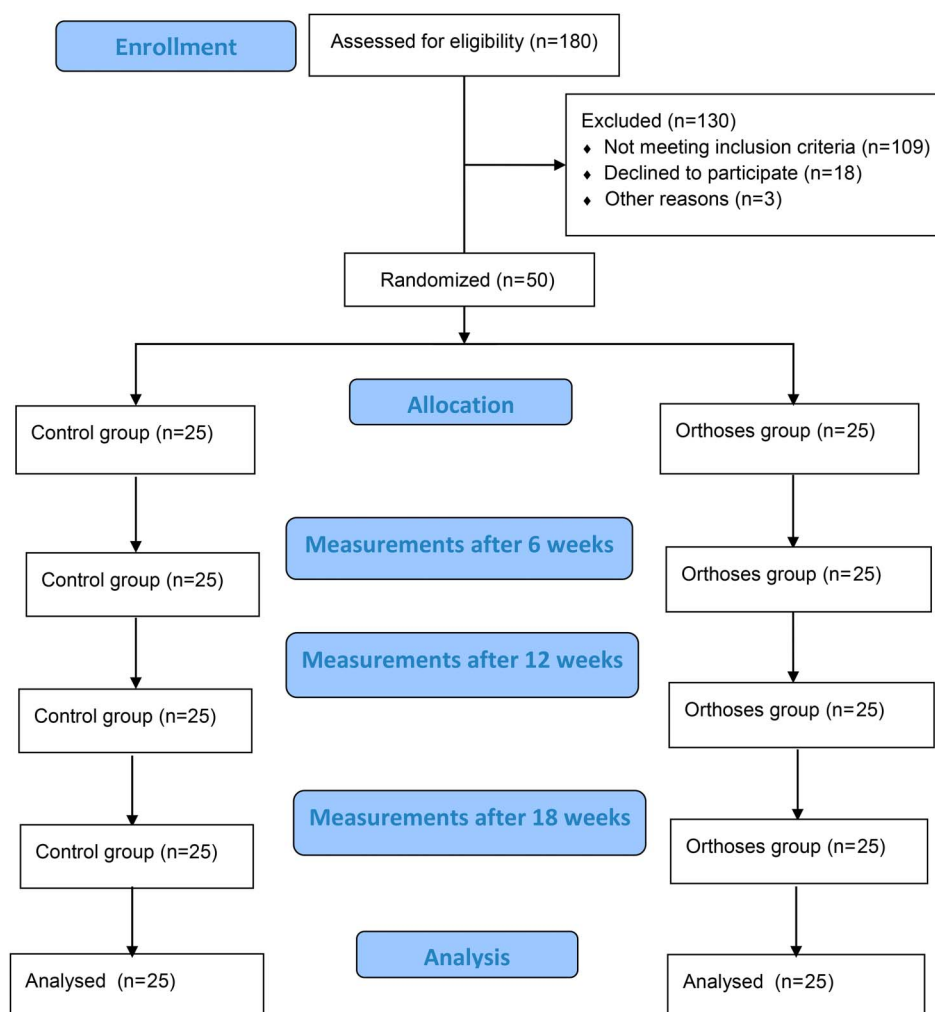 Enrollment
Assessed for eligibility (n=180)
Excluded (n=130)
♦ Not meeting inclusion criteria (n=109)
♦ Declined to participate (n=18)
♦ Other reasons (n=3)
Randomized (n=50)
Allocation
Control group (n=25)
Orthoses group (n=25)
Measurements after 6 weeks
Control group (n=25)
Orthoses group (n=25)
Measurements after 12 weeks
Control group (n=25)
Orthoses group (n=25)
Measurements after 18 weeks
Control group (n=25)
Orthoses group (n=25)
Analysis
Analysed (n=25)
Analysed (n=25)